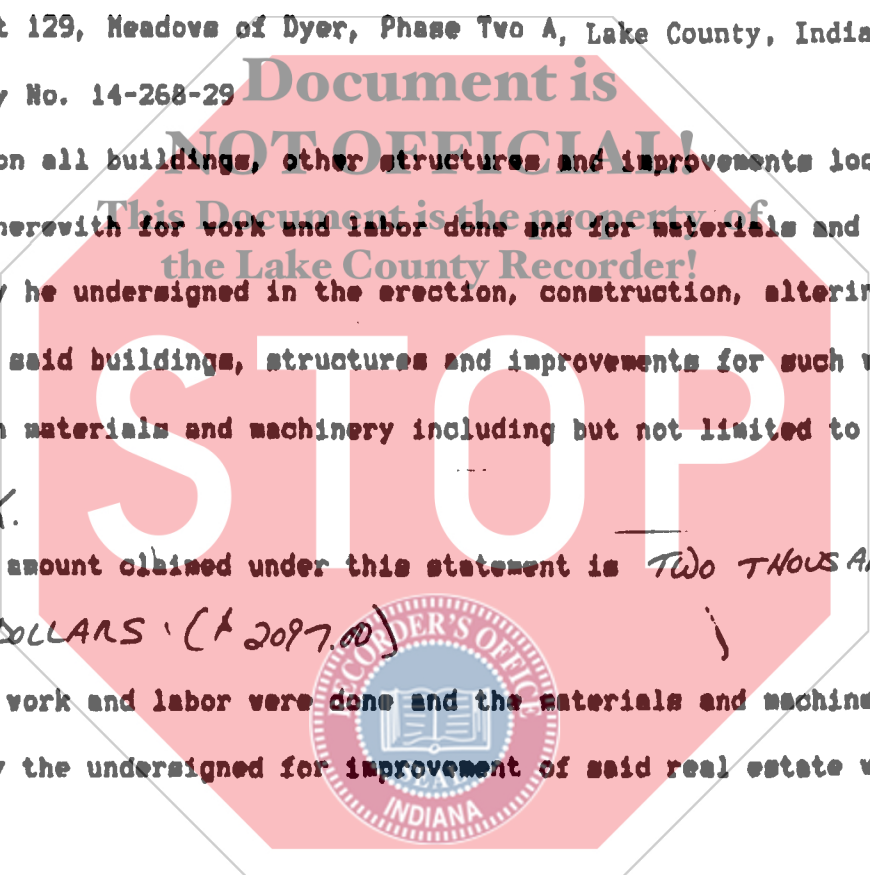 t 129, Meadows of Dyer, Phase Two A, Lake County, India
y No. 14-268-29
Document is
NOT OFFICIAL!
on all buildings, other structures and improvements loc
This Document is the property of
herewith for work and labor done and for materials and
the Lake County Recorder!
y he undersigned in the erection, construction, alterin
said buildings, structures and improvements for such w
h materials and machinery including but not limited to
STOP
K.
amount claimed under this statement is TWO THOUSAN
DOLLARS ($ 2097.00)
RECORDER'S OFFICE
work and labor were done and the materials and machine
y the undersigned for improvement of said real estate w
SEAL
INDIANA